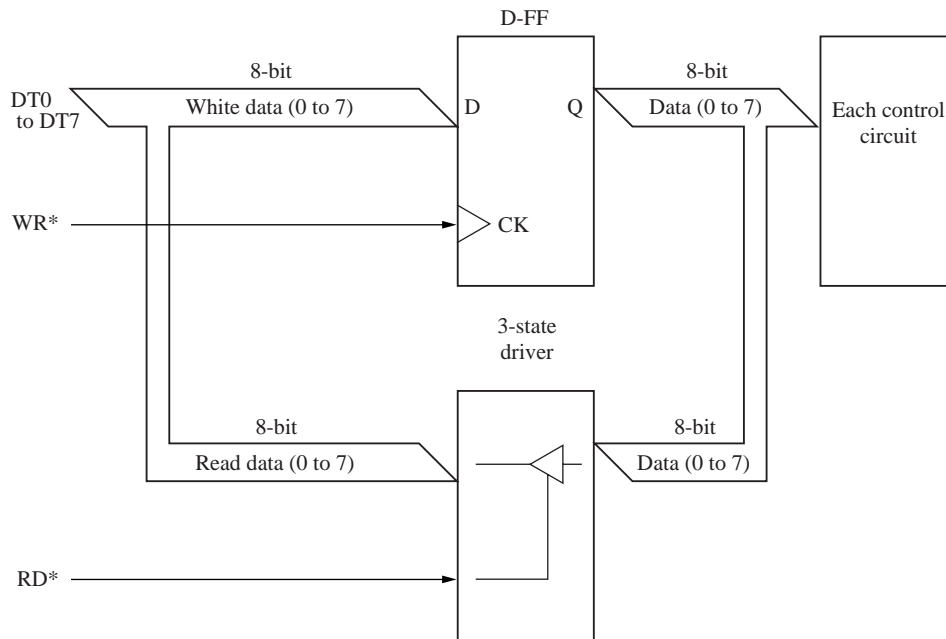 D-FF
8-bit
8-bit
DT0
to DT7
White data (0 to 7)
D
Q
Data (0 to 7)
Each control
circuit
WR*
CK
3-state
driver
8-bit
8-bit
Read data (0 to 7)
Data (0 to 7)
RD*